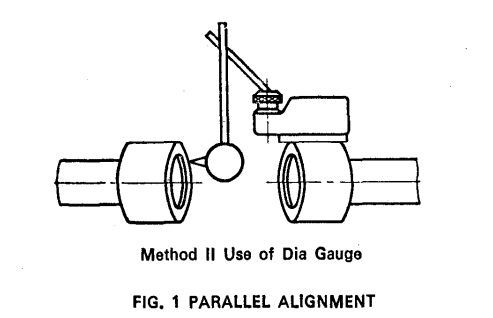 Method II Use of Dia Gauge
FIG. 1 PARALLEL ALIGNMENT